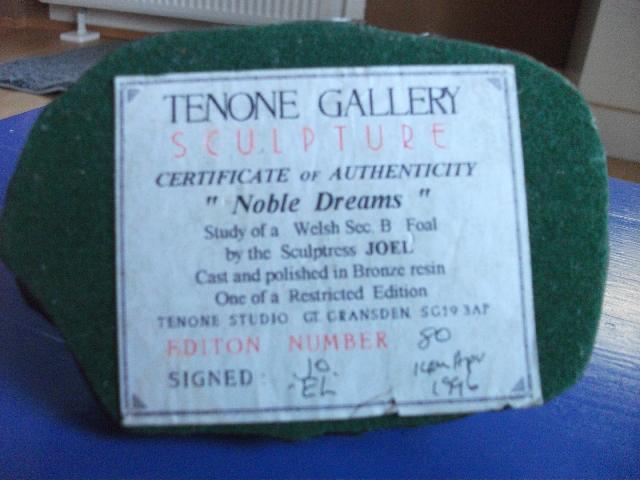 TENONE GALLERY
SCULPTURE
CERTIFICATE OF AUTHENTICITY
" Noble Dreams "
Study of a Welsh Sec. B Foal
by the Sculptress JOEL
Cast and polished in Bronze resin
One of a Restricted Edition
TENONE STUDIO GT. GRANSDEN SG19 3AP
EDITON NUMBER 80
SIGNED : JO
EL 1996